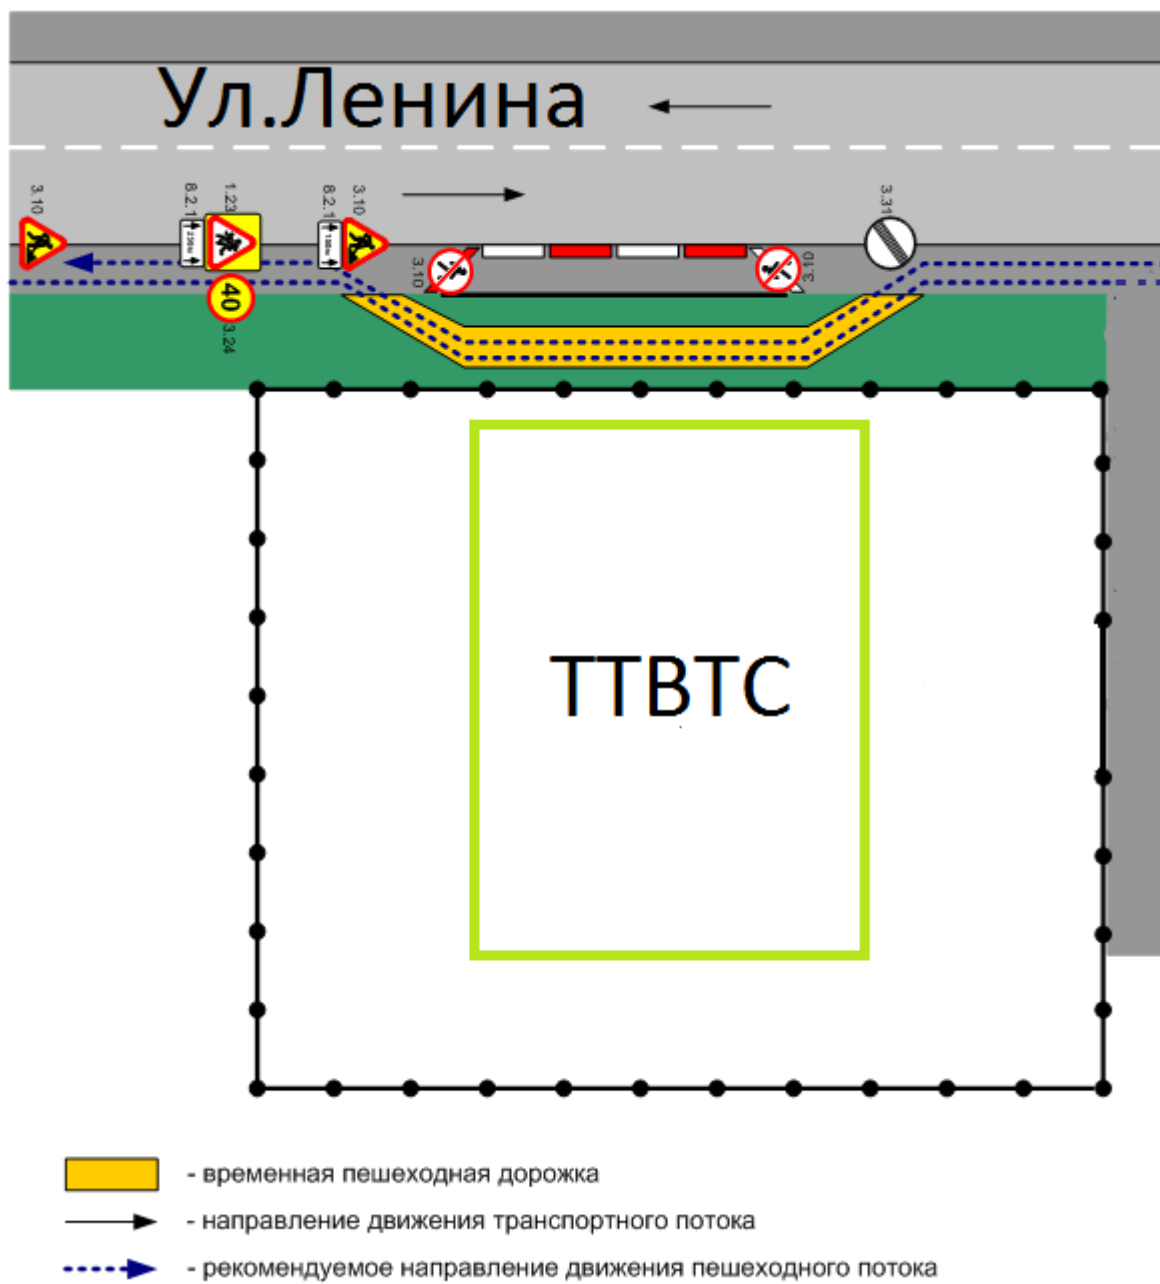 Ул.Ленина
3.10
8.2.1
1.23
8.2.1
3.10
3.31
3.10
3.10
40
3.24
ТТВТС
- временная пешеходная дорожка
- направление движения транспортного потока
- рекомендуемое направление движения пешеходного потока